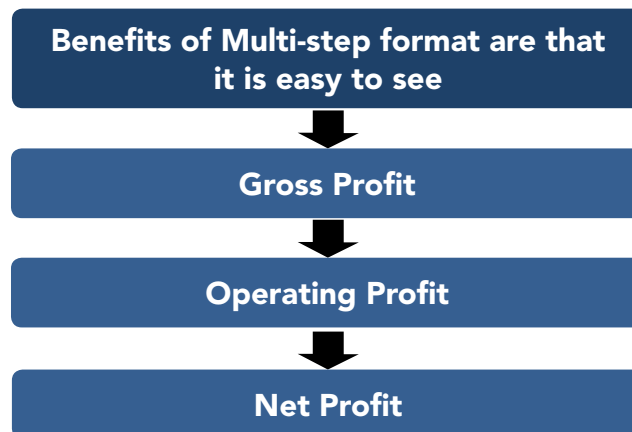 Benefits of Multi-step format are that
it is easy to see
Gross Profit
Operating Profit
Net Profit